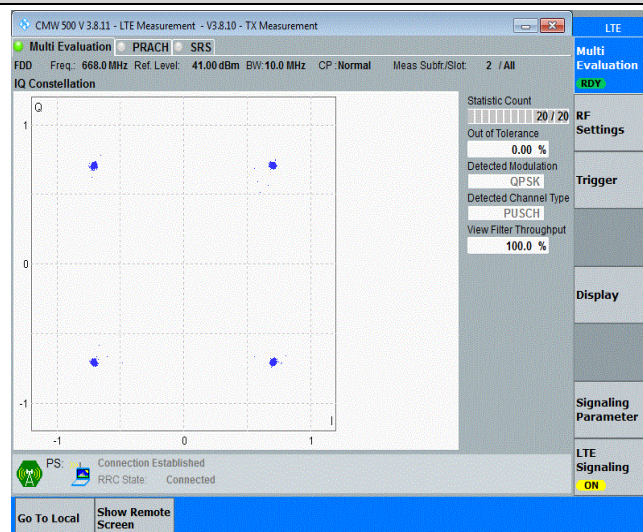 CMW 500 V 3.8.11 - LTE Measurement - V3.8.10 - TX Measurement
LTE
Multi Evaluation PRACH SRS
Multi
Evaluation
RDY
FDD Freq.: 668.0 MHz Ref. Level: 41.00 dBm BW: 10.0 MHz CP : Normal Meas Subfr./Slot: 2 / All
IQ Constellation
Q
1
0
-1
-1
0
1
I
Statistic Count
20 / 20
Out of Tolerance
0.00 %
Detected Modulation
QPSK
Detected Channel Type
PUSCH
View Filter Throughput
100.0 %
RF
Settings
Trigger
Display
Signaling
Parameter
LTE
Signaling
ON
PS: Connection Established
RRC State: Connected
Go To Local
Show Remote
Screen